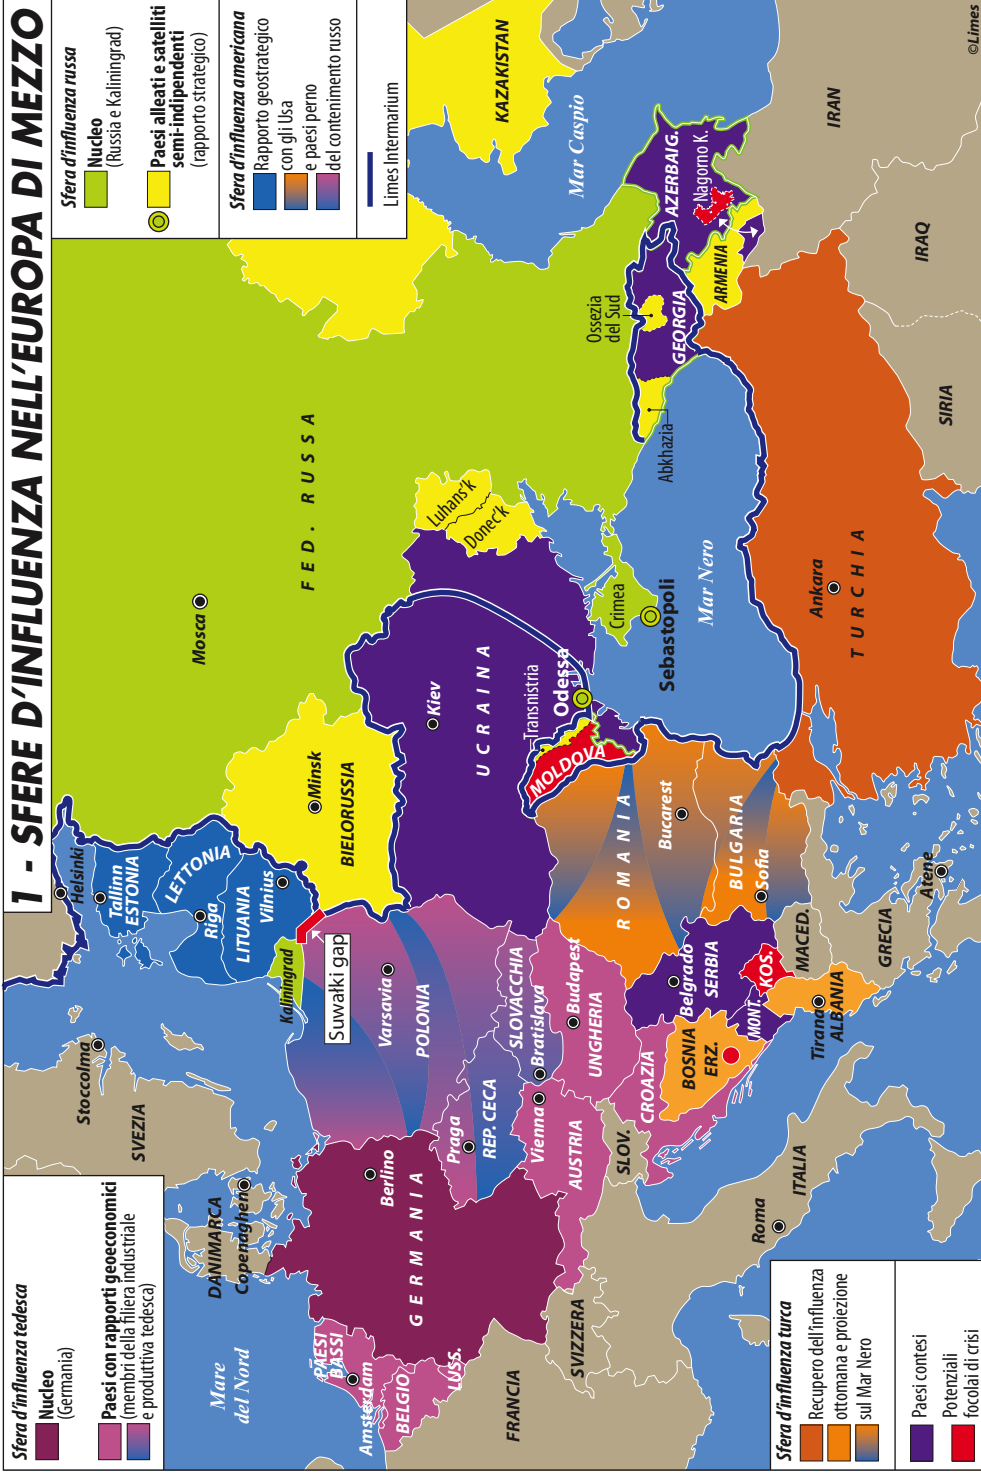 1 - SFERE D'INFLUENZA NELL'EUROPA DI MEZZO
Sfera d'influenza tedesca
Nucleo
(Germania)
Paesi con rapporti geoeconomici
(membri della filiera industriale
e produttiva tedesca)
Sfera d'influenza russa
Nucleo
(Russia e Kaliningrad)
Paesi alleati e satelliti
semi-indipendenti
(rapporto strategico)
Sfera d'influenza americana
Rapporto geostrategico
con gli Usa
e paesi perno
del contenimento russo
Limes Intermarium
Sfera d'influenza turca
Recupero dell'influenza
ottomana e proiezione
sul Mar Nero
Paesi contesi
Potenziali
focolai di crisi
Stoccolma
SVEZIA
Helsinki
Tallinn
ESTONIA
LETTONIA
Riga
LITUANIA
Vilnius
Kaliningrad
Suwalki gap
Mosca
FED. RUSSA
Minsk
BIELORUSSIA
KAZAKISTAN
Mar Caspio
DANIMARCA
Copenaghen
Mare
del Nord
PAESI
BASSI
Amsterdam
BELGIO
LUSS.
FRANCIA
SVIZZERA
Berlino
GERMANIA
Varsavia
POLONIA
Praga
REP. CECA
SLOVACCHIA
Bratislava
Vienna
AUSTRIA
Budapest
UNGHERIA
SLOV.
CROAZIA
BOSNIA
ERZ.
Belgrado
SERBIA
MONT.
KOS.
MACED.
Tirana
ALBANIA
GRECIA
Atene
Roma
ITALIA
Kiev
UCRAINA
Luhans'k
Donec'k
Transnistria
Odessa
MOLDOVA
ROMANIA
Bucarest
BULGARIA
Sofia
Crimea
Sebastopoli
Mar Nero
Abkhazia
Ossezia
del Sud
GEORGIA
ARMENIA
AZERBAIG.
Nagorno K.
Ankara
TURCHIA
SIRIA
IRAQ
IRAN
©Limes